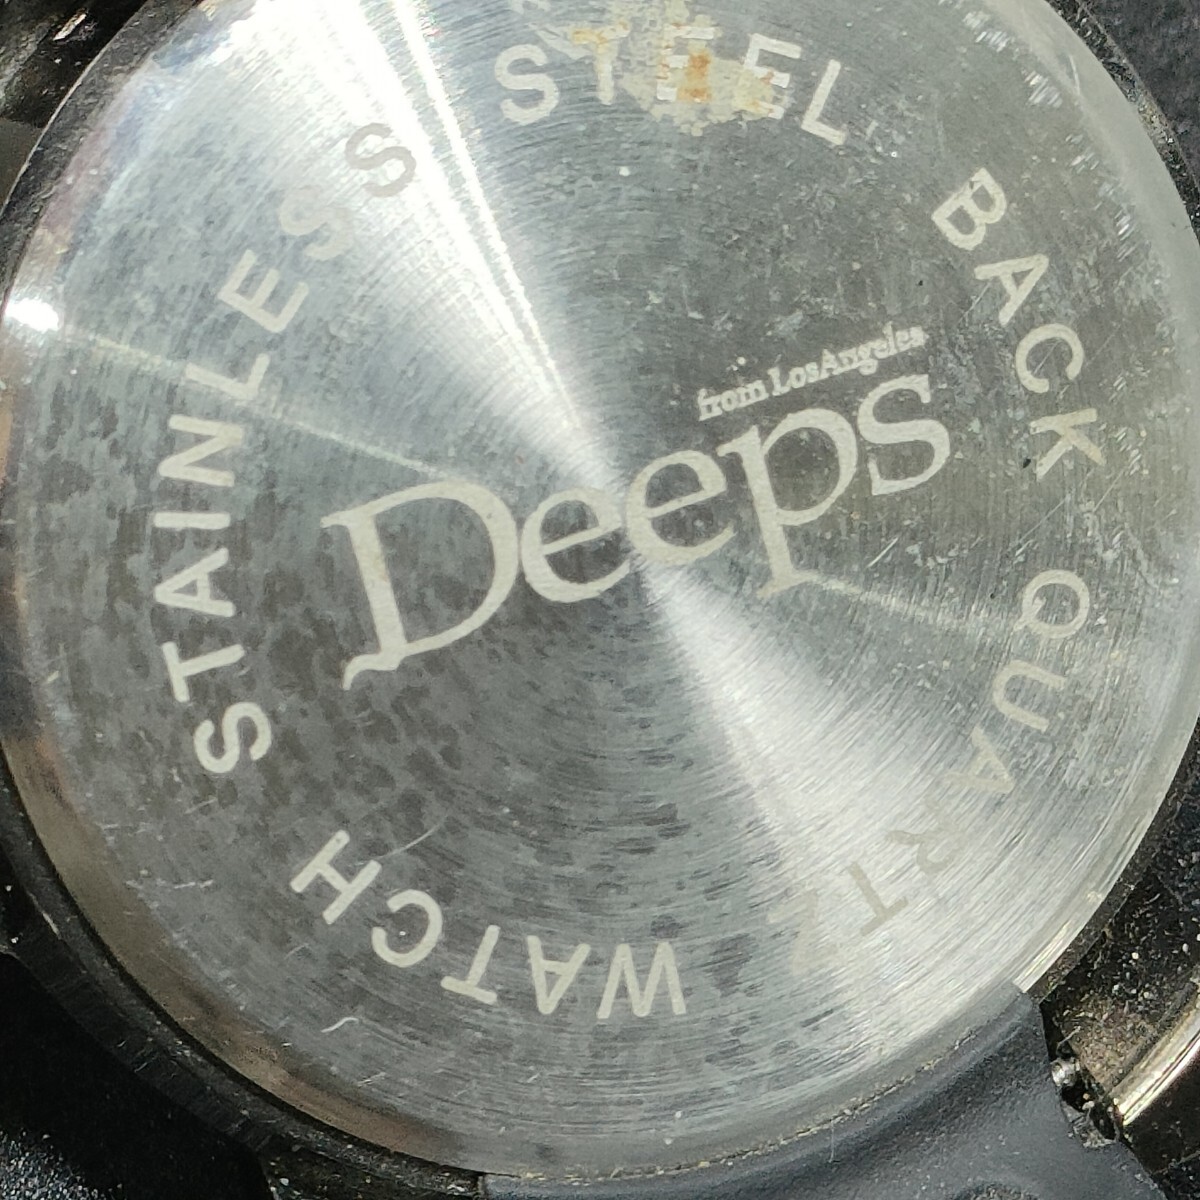 from LosAngeles
Deeps
STAINLESS STEEL BACK QUARTZ WATCH